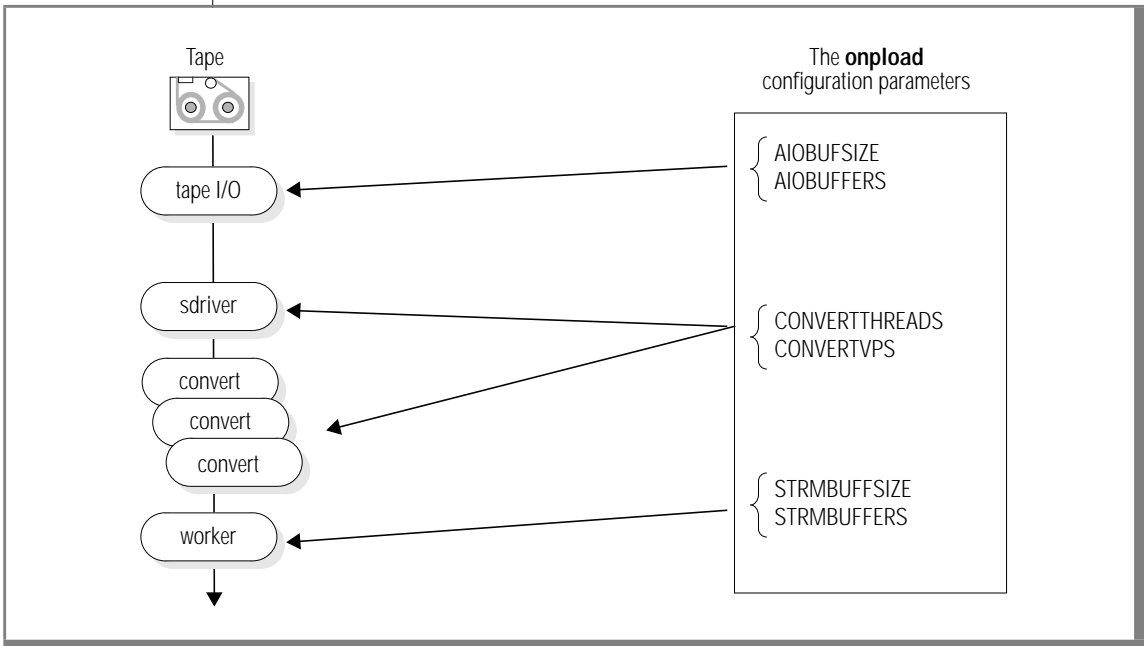 Tape
tape I/O
sdriver
convert
convert
convert
worker
The onpload
configuration parameters
AIOBUFSIZE
AIOBUFFERS
CONVERTTHREADS
CONVERTVPS
STRMBUFFSIZE
STRMBUFFERS